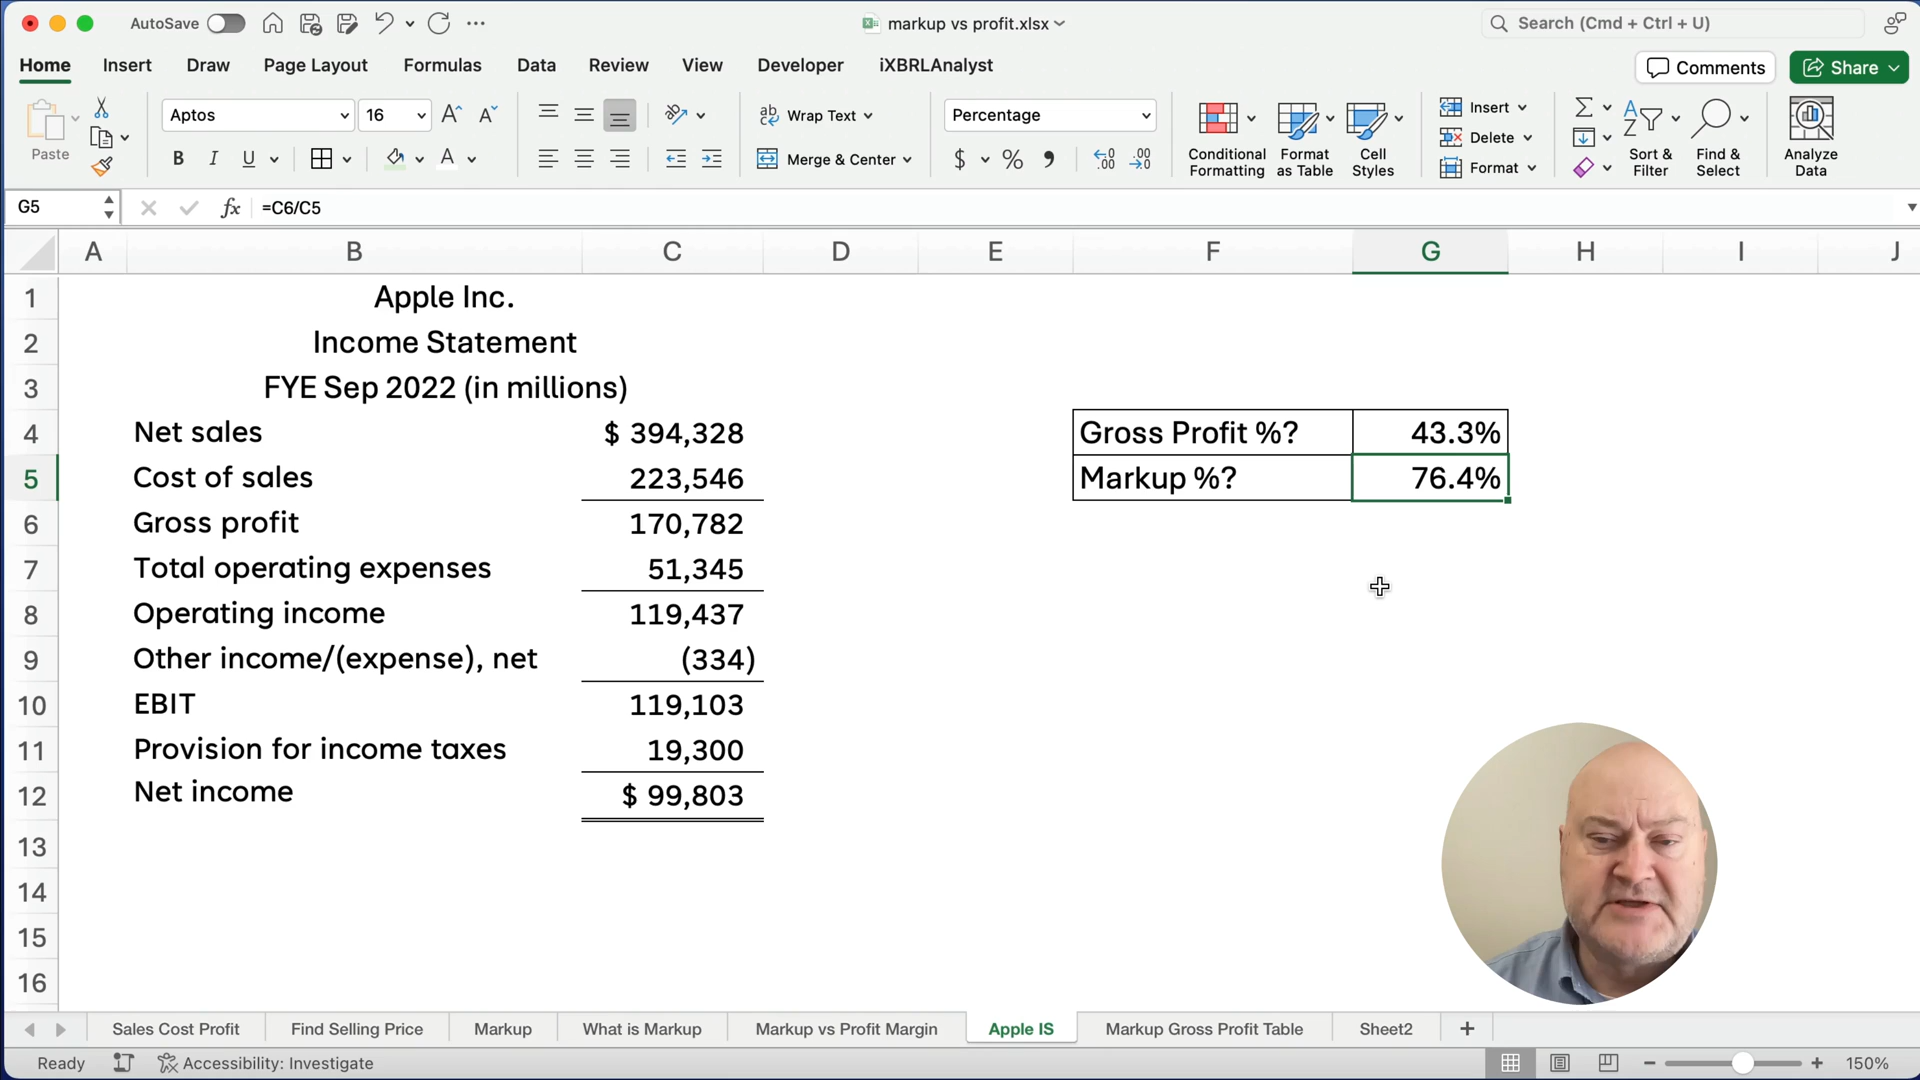 AutoSave
markup vs profit.xlsx
Search (Cmd + Ctrl + U)
Home Insert Draw Page Layout Formulas Data Review View Developer iXBRLAnalyst
Comments
Share
Paste
Aptos 16
Wrap Text
Merge & Center
Percentage
Conditional Formatting
Format as Table
Cell Styles
Insert
Delete
Format
Sort & Filter
Find & Select
Analyze Data
G5 fx =C6/C5
A B C D E F G H I J
1 Apple Inc.
2 Income Statement
3 FYE Sep 2022 (in millions)
4 Net sales $ 394,328 Gross Profit %? 43.3%
5 Cost of sales 223,546 Markup %? 76.4%
6 Gross profit 170,782
7 Total operating expenses 51,345
8 Operating income 119,437
9 Other income/(expense), net (334)
10 EBIT 119,103
11 Provision for income taxes 19,300
12 Net income $ 99,803
13
14
15
16
Sales Cost Profit Find Selling Price Markup What is Markup Markup vs Profit Margin Apple IS Markup Gross Profit Table Sheet2
Ready Accessibility: Investigate 150%